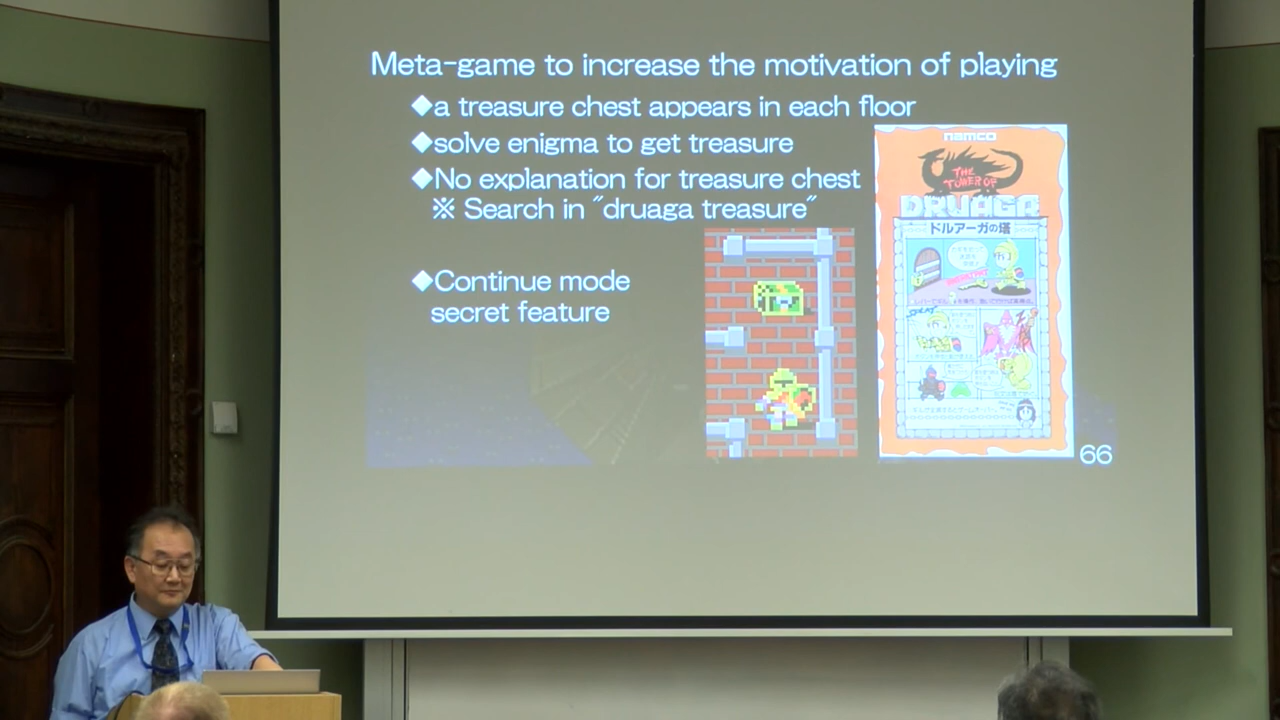 Meta-game to increase the motivation of playing
◆a treasure chest appears in each floor
◆solve enigma to get treasure
◆No explanation for treasure chest
※ Search in "druaga treasure"
◆Continue mode
secret feature
namco
THE
TOWER OF
DRUAGA
ドルアーガの塔
66